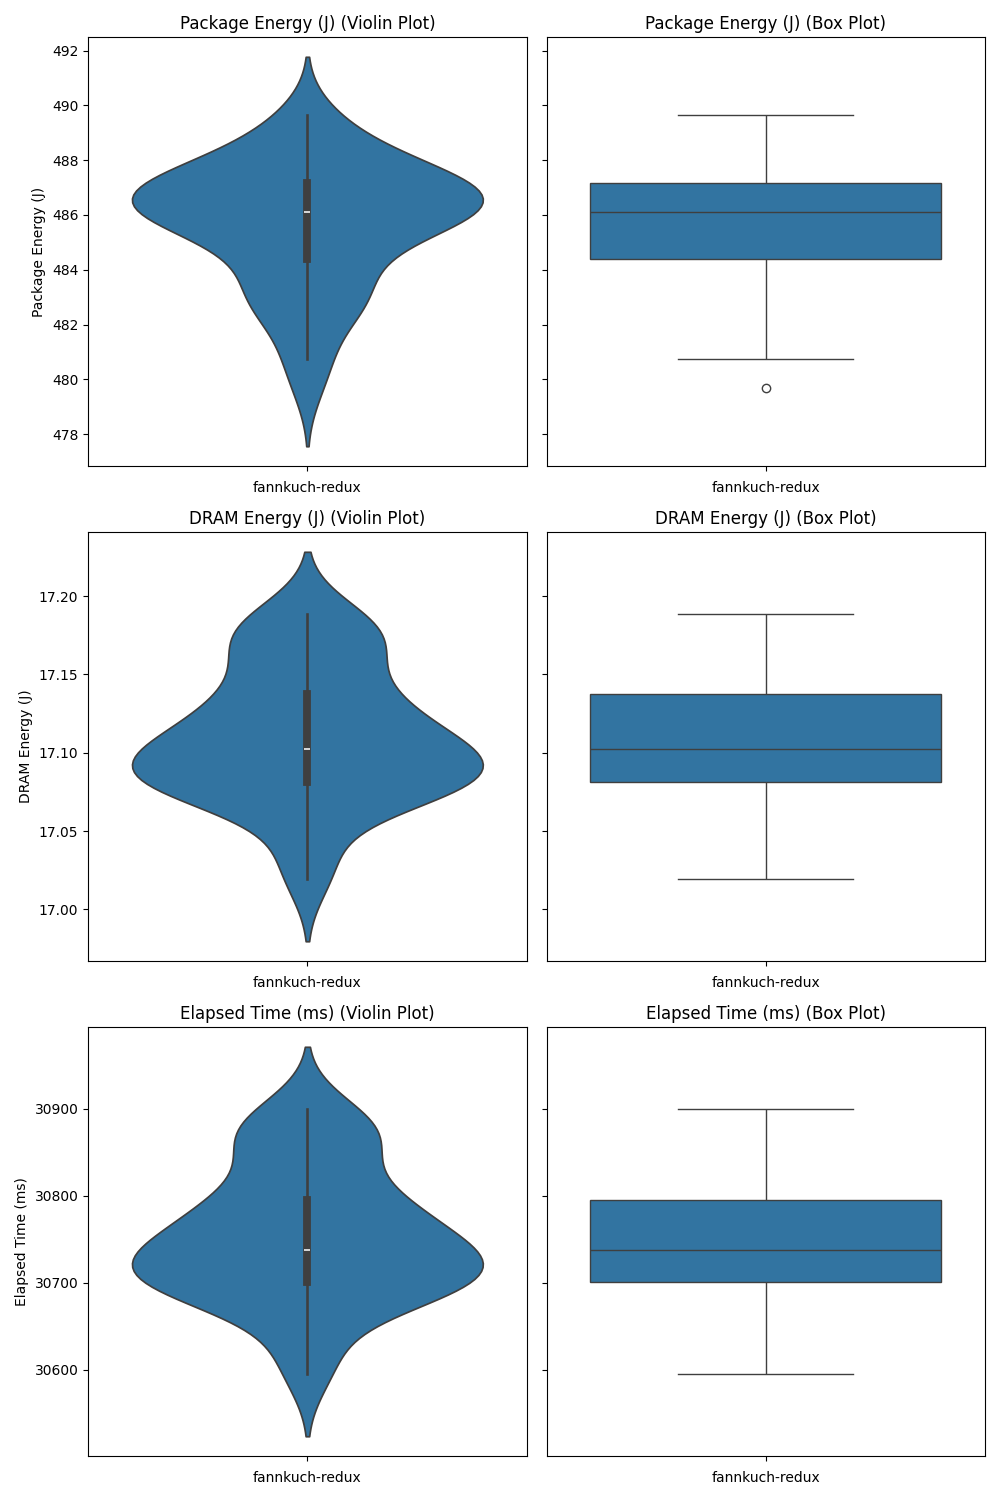 Package Energy (J) (Violin Plot)
Package Energy (J) (Box Plot)
492
490
488
486
484
482
480
478
Package Energy (J)
fannkuch-redux
fannkuch-redux
DRAM Energy (J) (Violin Plot)
DRAM Energy (J) (Box Plot)
17.20
17.15
17.10
17.05
17.00
DRAM Energy (J)
fannkuch-redux
fannkuch-redux
Elapsed Time (ms) (Violin Plot)
Elapsed Time (ms) (Box Plot)
30900
30800
30700
30600
Elapsed Time (ms)
fannkuch-redux
fannkuch-redux